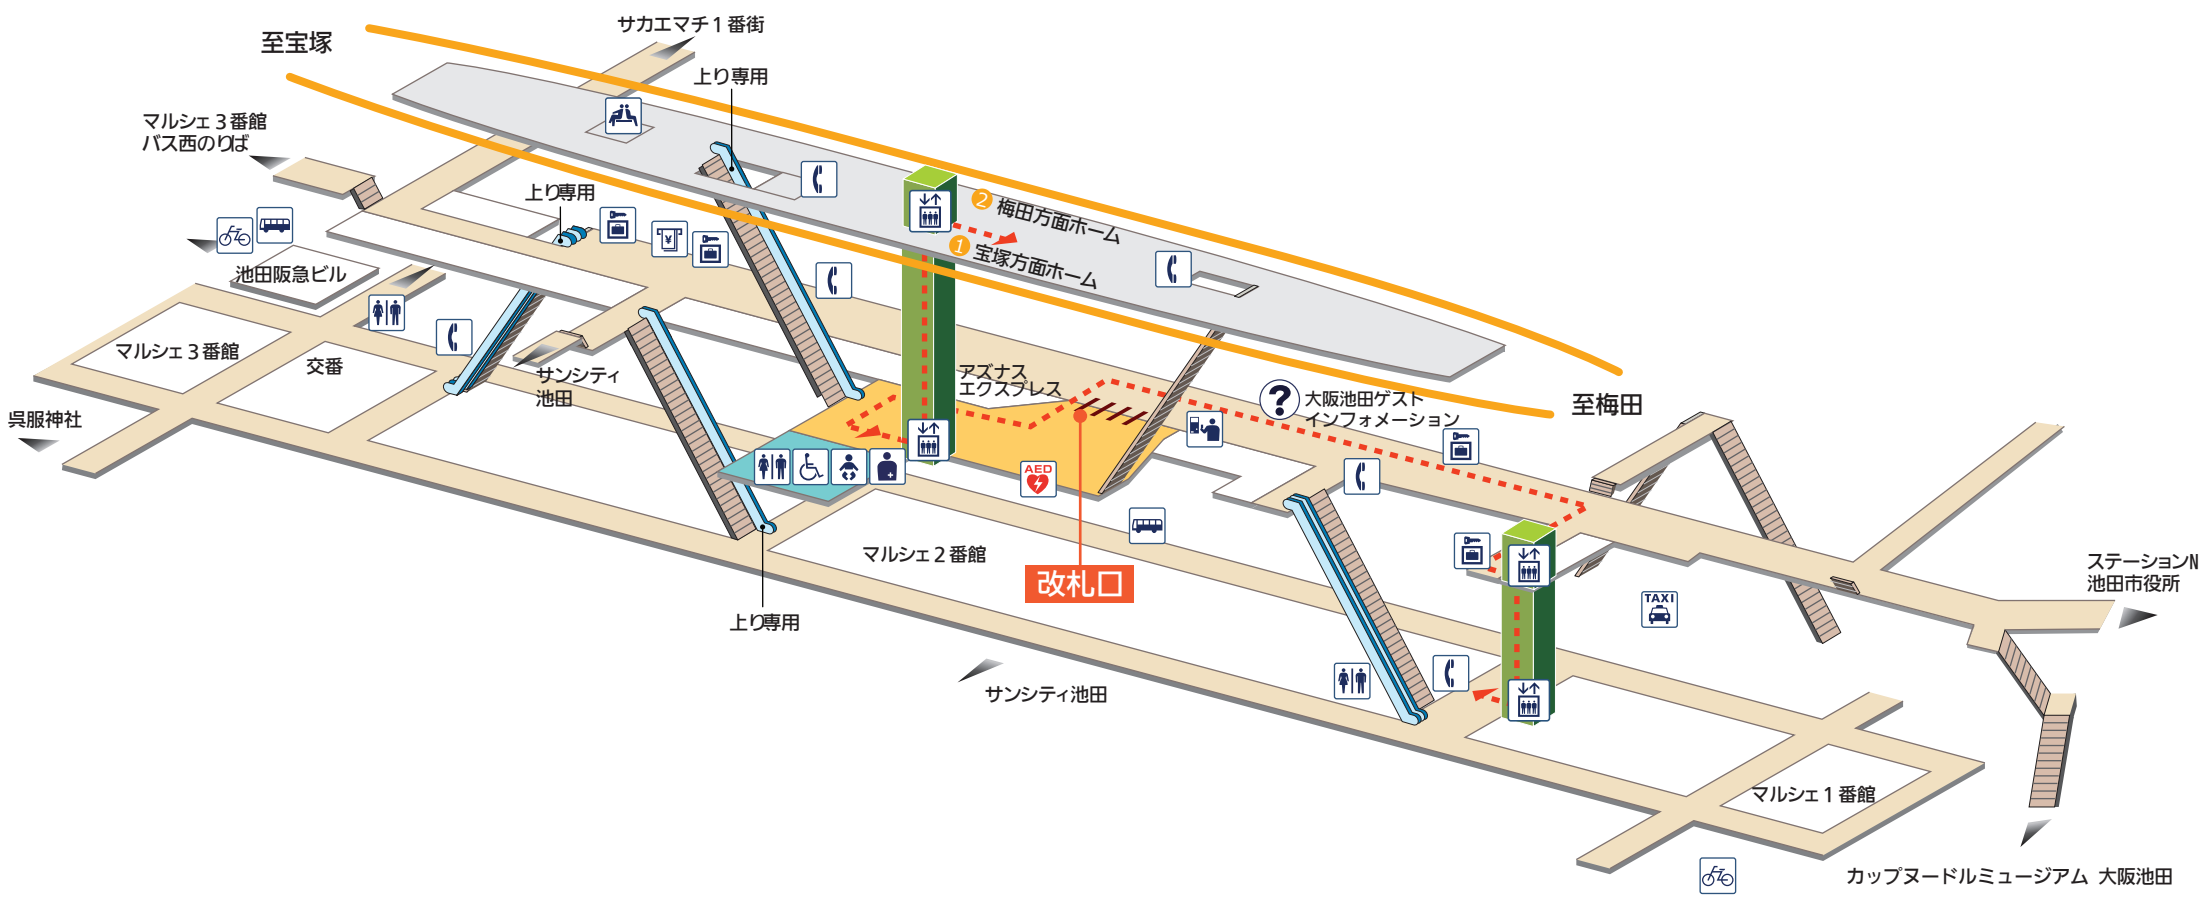 サカエマチ1番街
至宝塚
上り専用
マルシェ3番館
バス西のりば
上り専用
❷ 梅田方面ホーム
❶ 宝塚方面ホーム
¥
池田阪急ビル
マルシェ3番館
交番
サンシティ
池田
アズナス
エクスプレス
?
大阪池田ゲスト
インフォメーション
至梅田
呉服神社
AED
マルシェ2番館
改札口
ステーションN
池田市役所
TAXI
上り専用
サンシティ池田
マルシェ1番館
カップヌードルミュージアム 大阪池田